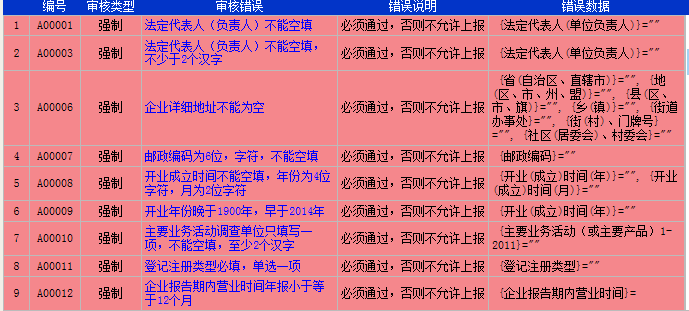 编号 审核类型 审核错误 错误说明 错误数据
1 A00001 强制 法定代表人（负责人）不能空填 必须通过，否则不允许上报 {法定代表人(单位负责人)}=""
2 A00003 强制 法定代表人（负责人）不能空填，不少于2个汉字 必须通过，否则不允许上报 {法定代表人(单位负责人)}=""
3 A00006 强制 企业详细地址不能为空 必须通过，否则不允许上报 {省(自治区、直辖市)}="", {地(区、市、州、盟)}="", {县(区、市、旗)}="", {乡(镇)}="", {街道办事处}="", {街(村)、门牌号}="", {社区(居委会)、村委会}=""
4 A00007 强制 邮政编码为6位，字符，不能空填 必须通过，否则不允许上报 {邮政编码}=""
5 A00008 强制 开业成立时间不能空填，年份为4位字符，月为2位字符 必须通过，否则不允许上报 {开业(成立)时间(年)}="", {开业(成立)时间(月)}=""
6 A00009 强制 开业年份晚于1900年，早于2014年 必须通过，否则不允许上报 {开业(成立)时间(年)}=""
7 A00010 强制 主要业务活动调查单位只填写一项，不能空填，至少2个汉字 必须通过，否则不允许上报 {主要业务活动（或主要产品）1-2011}=""
8 A00011 强制 登记注册类型必填，单选一项 必须通过，否则不允许上报 {登记注册类型}=""
9 A00012 强制 企业报告期内营业时间年报小于等于12个月 必须通过，否则不允许上报 {企业报告期内营业时间}=